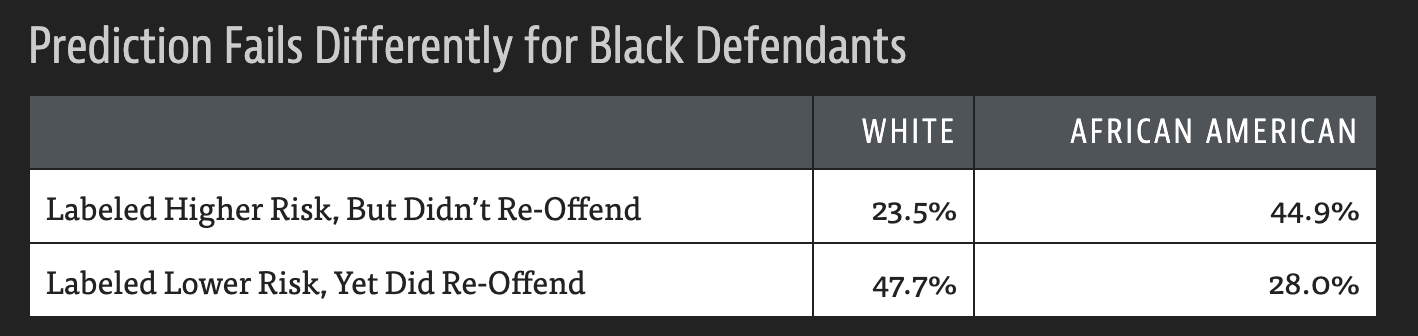 Prediction Fails Differently for Black Defendants
WHITE AFRICAN AMERICAN
Labeled Higher Risk, But Didn’t Re-Offend 23.5% 44.9%
Labeled Lower Risk, Yet Did Re-Offend 47.7% 28.0%